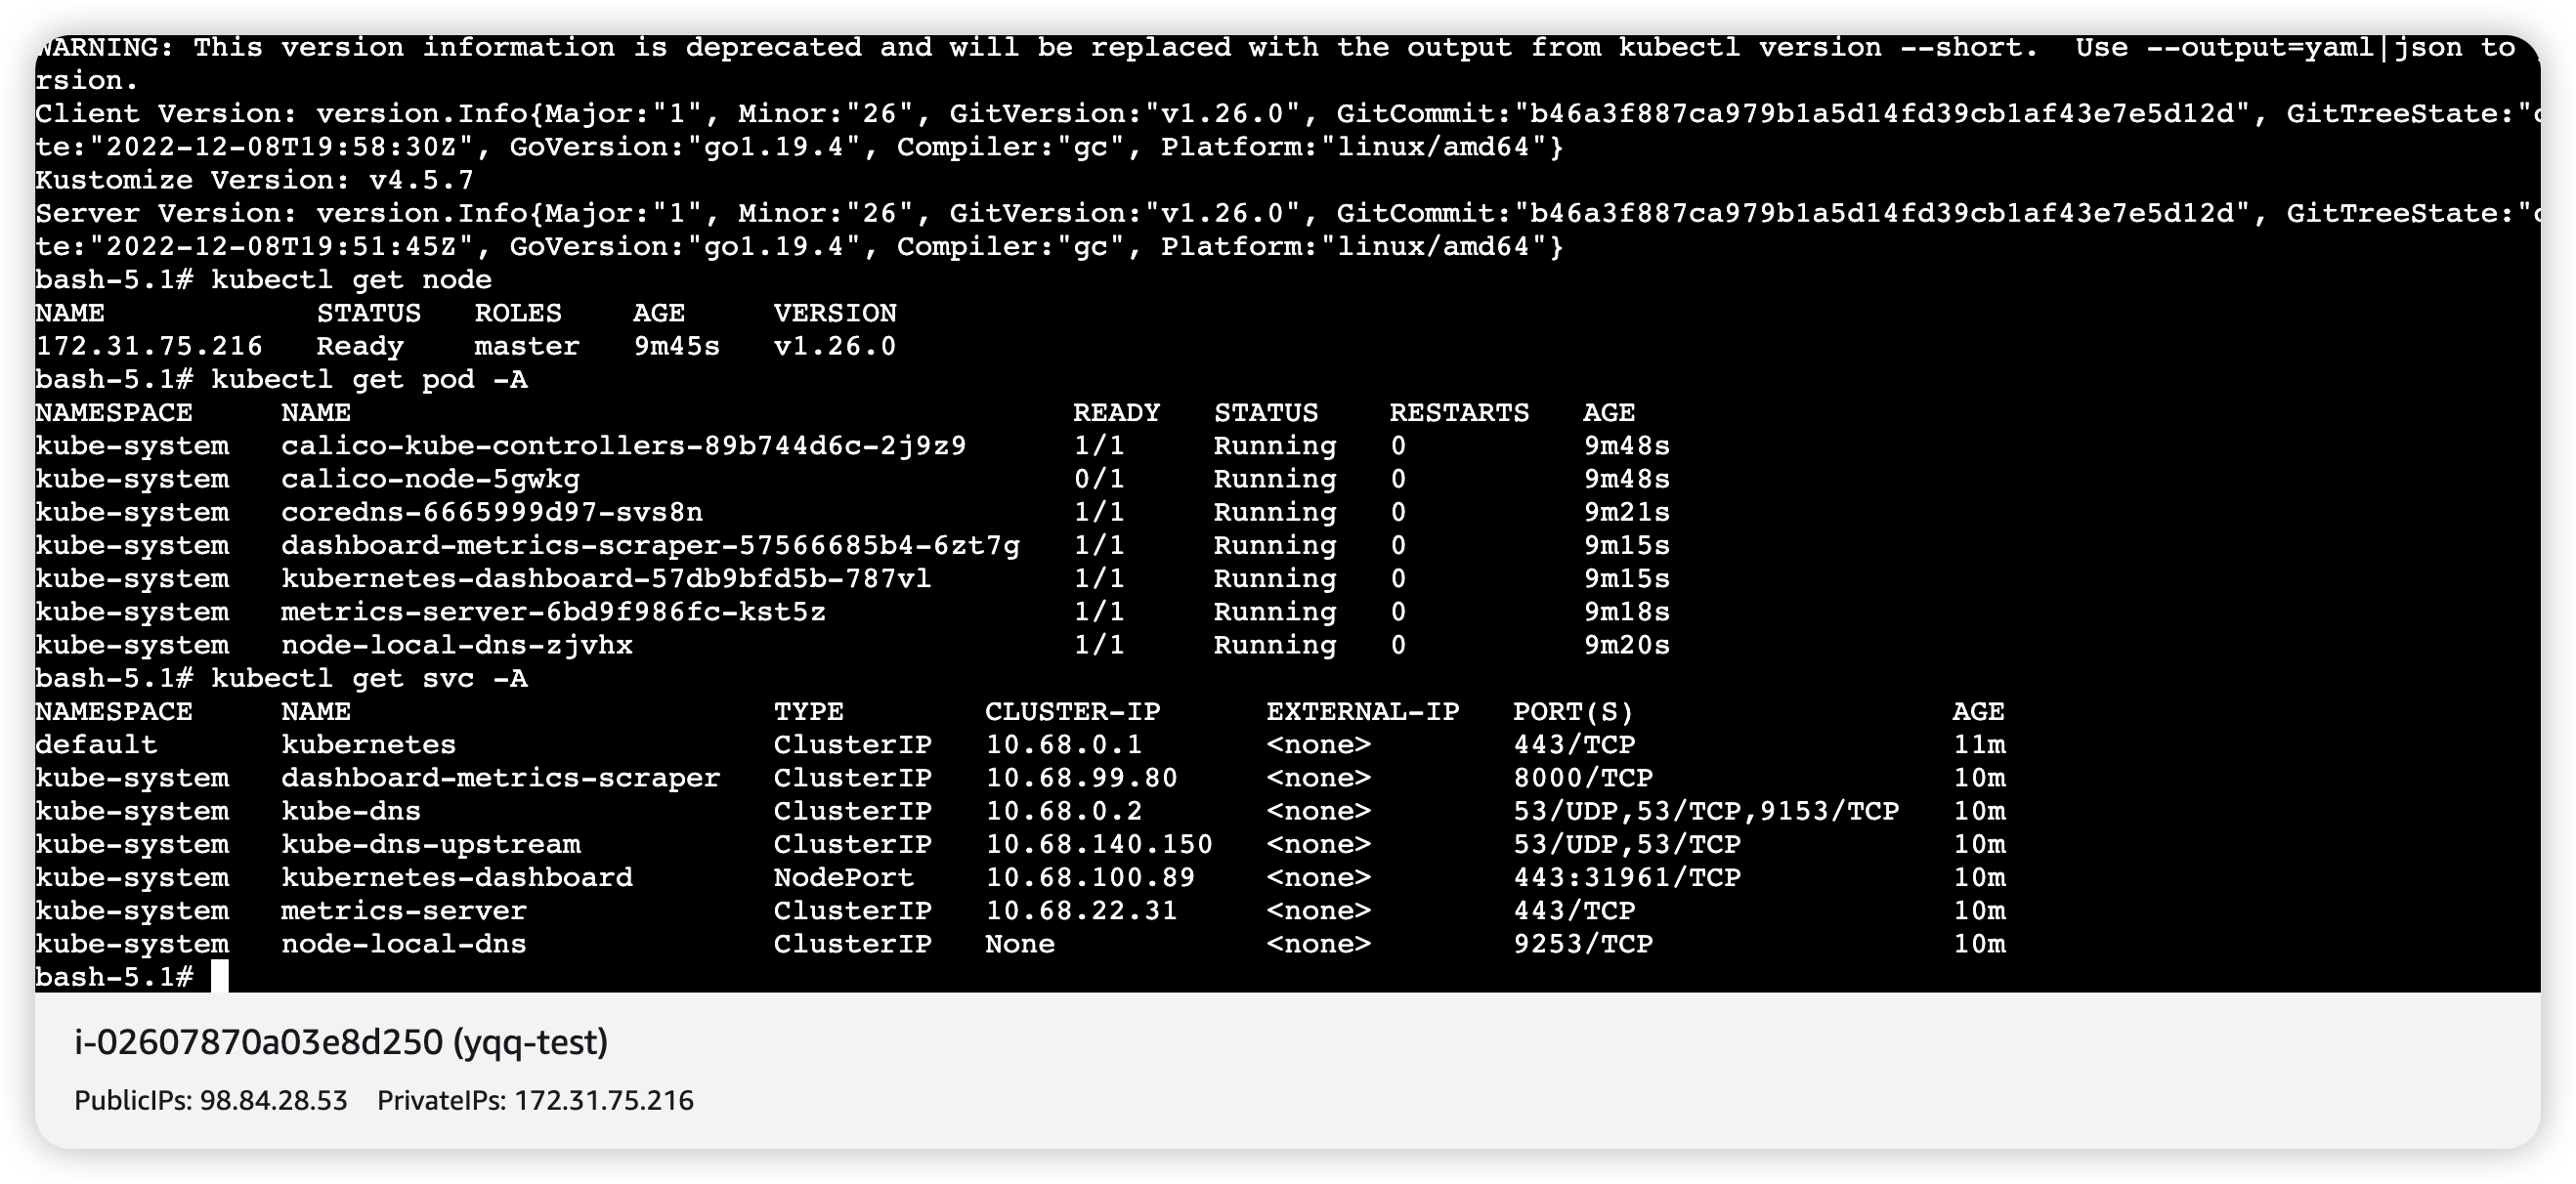 WARNING: This version information is deprecated and will be replaced with the output from kubectl version --short.  Use --output=yaml|json to
rsion.
Client Version: version.Info{Major:"1", Minor:"26", GitVersion:"v1.26.0", GitCommit:"b46a3f887ca979b1a5d14fd39cb1af43e7e5d12d", GitTreeState:"
te:"2022-12-08T19:58:30Z", GoVersion:"go1.19.4", Compiler:"gc", Platform:"linux/amd64"}
Kustomize Version: v4.5.7
Server Version: version.Info{Major:"1", Minor:"26", GitVersion:"v1.26.0", GitCommit:"b46a3f887ca979b1a5d14fd39cb1af43e7e5d12d", GitTreeState:"
te:"2022-12-08T19:51:45Z", GoVersion:"go1.19.4", Compiler:"gc", Platform:"linux/amd64"}
bash-5.1# kubectl get node
NAME            STATUS   ROLES    AGE     VERSION
172.31.75.216   Ready    master   9m45s   v1.26.0
bash-5.1# kubectl get pod -A
NAMESPACE     NAME                                         READY   STATUS    RESTARTS   AGE
kube-system   calico-kube-controllers-89b744d6c-2j9z9      1/1     Running   0          9m48s
kube-system   calico-node-5gwkg                            0/1     Running   0          9m48s
kube-system   coredns-6665999d97-svs8n                     1/1     Running   0          9m21s
kube-system   dashboard-metrics-scraper-57566685b4-6zt7g   1/1     Running   0          9m15s
kube-system   kubernetes-dashboard-57db9bfd5b-787vl        1/1     Running   0          9m15s
kube-system   metrics-server-6bd9f986fc-kst5z              1/1     Running   0          9m18s
kube-system   node-local-dns-zjvhx                         1/1     Running   0          9m20s
bash-5.1# kubectl get svc -A
NAMESPACE     NAME                        TYPE        CLUSTER-IP      EXTERNAL-IP   PORT(S)                  AGE
default       kubernetes                  ClusterIP   10.68.0.1       <none>        443/TCP                  11m
kube-system   dashboard-metrics-scraper   ClusterIP   10.68.99.80     <none>        8000/TCP                 10m
kube-system   kube-dns                    ClusterIP   10.68.0.2       <none>        53/UDP,53/TCP,9153/TCP   10m
kube-system   kube-dns-upstream           ClusterIP   10.68.140.150   <none>        53/UDP,53/TCP            10m
kube-system   kubernetes-dashboard        NodePort    10.68.100.89    <none>        443:31961/TCP            10m
kube-system   metrics-server              ClusterIP   10.68.22.31     <none>        443/TCP                  10m
kube-system   node-local-dns              ClusterIP   None            <none>        9253/TCP                 10m
bash-5.1#
i-02607870a03e8d250 (yqq-test)
PublicIPs: 98.84.28.53    PrivateIPs: 172.31.75.216